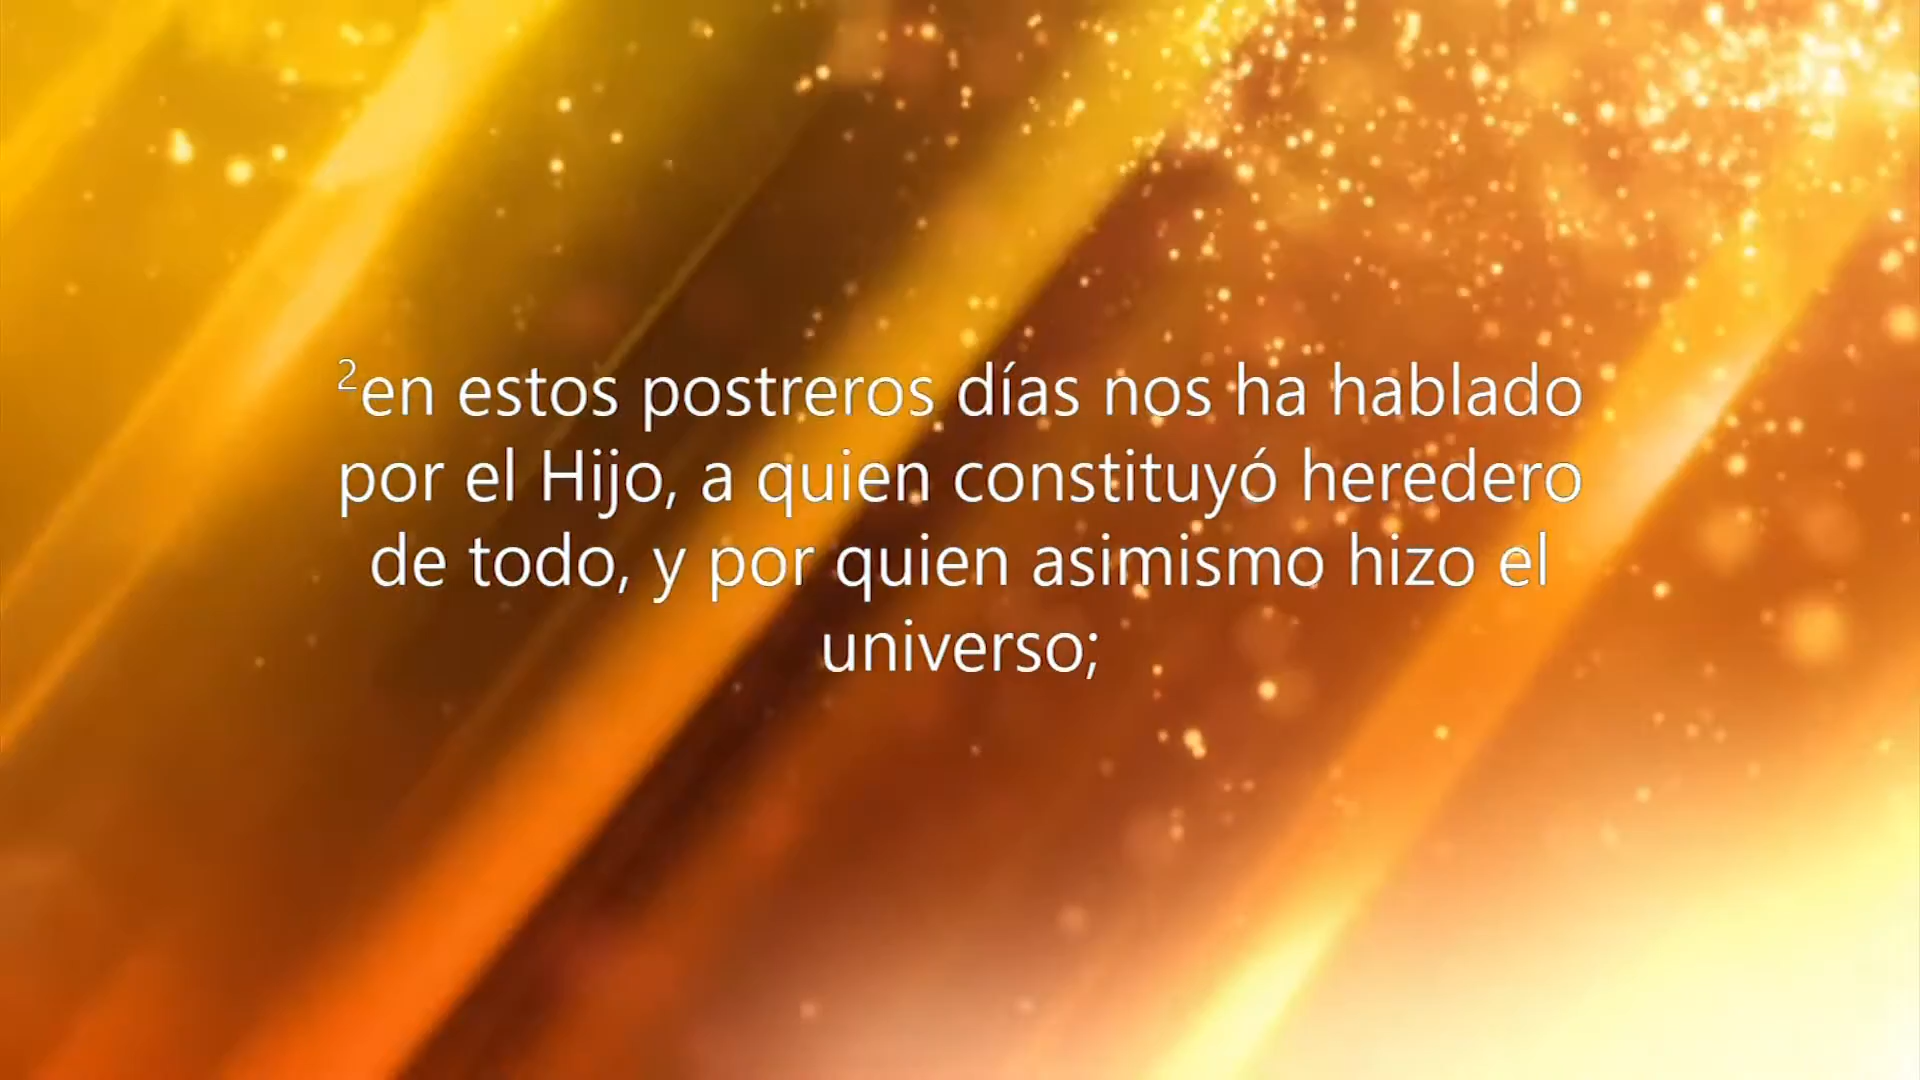 ²en estos postreros días nos ha hablado
por el Hijo, a quien constituyó heredero
de todo, y por quien asimismo hizo el
universo;